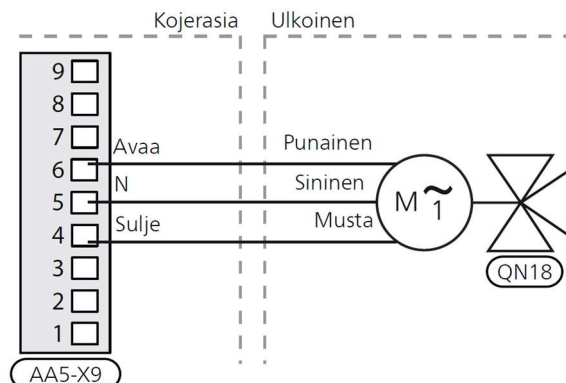 Kojerasia Ulkoinen
9
8
7
Avaa Punainen
6
N Sininen
5
M ~ 1
Sulje Musta
4
3
QN18
2
1
AA5-X9